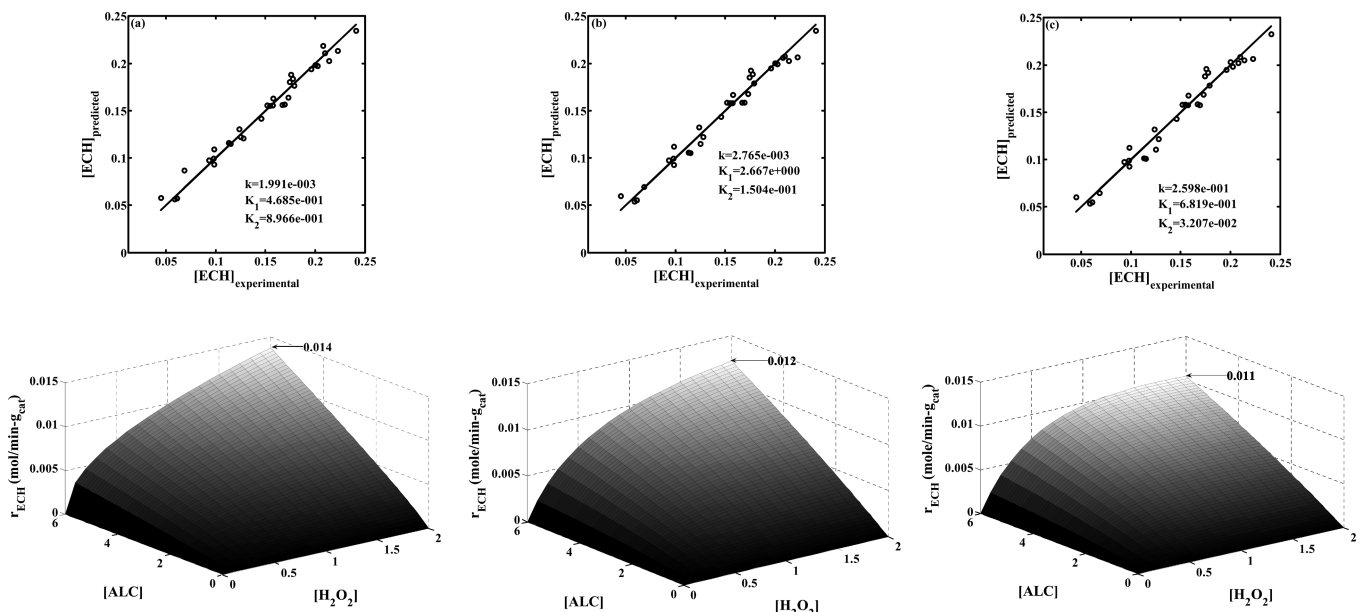 (a)
0.25
0.2
0.15
0.1
0.05
0
[ECH]predicted
k=1.991e-003
K1=4.685e-001
K2=8.966e-001
0.05 0.1 0.15 0.2 0.25
[ECH]experimental
(b)
0.25
0.2
0.15
0.1
0.05
0
[ECH]predicted
k=2.765e-003
K1=2.667e+000
K2=1.504e-001
0.05 0.1 0.15 0.2 0.25
[ECH]experimental
(c)
0.25
0.2
0.15
0.1
0.05
0
[ECH]predicted
k=2.598e-001
K1=6.819e-001
K2=3.207e-002
0.05 0.1 0.15 0.2 0.25
[ECH]experimental
0.014
0.015
0.01
0.005
0
rECH (mol/min-gcat)
6
4
2
0
[ALC]
0
0.5
1
1.5
2
[H2O2]
0.012
0.015
0.01
0.005
0
rECH (mole/min-gcat)
6
4
2
0
[ALC]
0
0.5
1
1.5
2
[H2O2]
0.011
0.015
0.01
0.005
0
rECH (mole/min-gcat)
6
4
2
0
[ALC]
0
0.5
1
1.5
2
[H2O2]